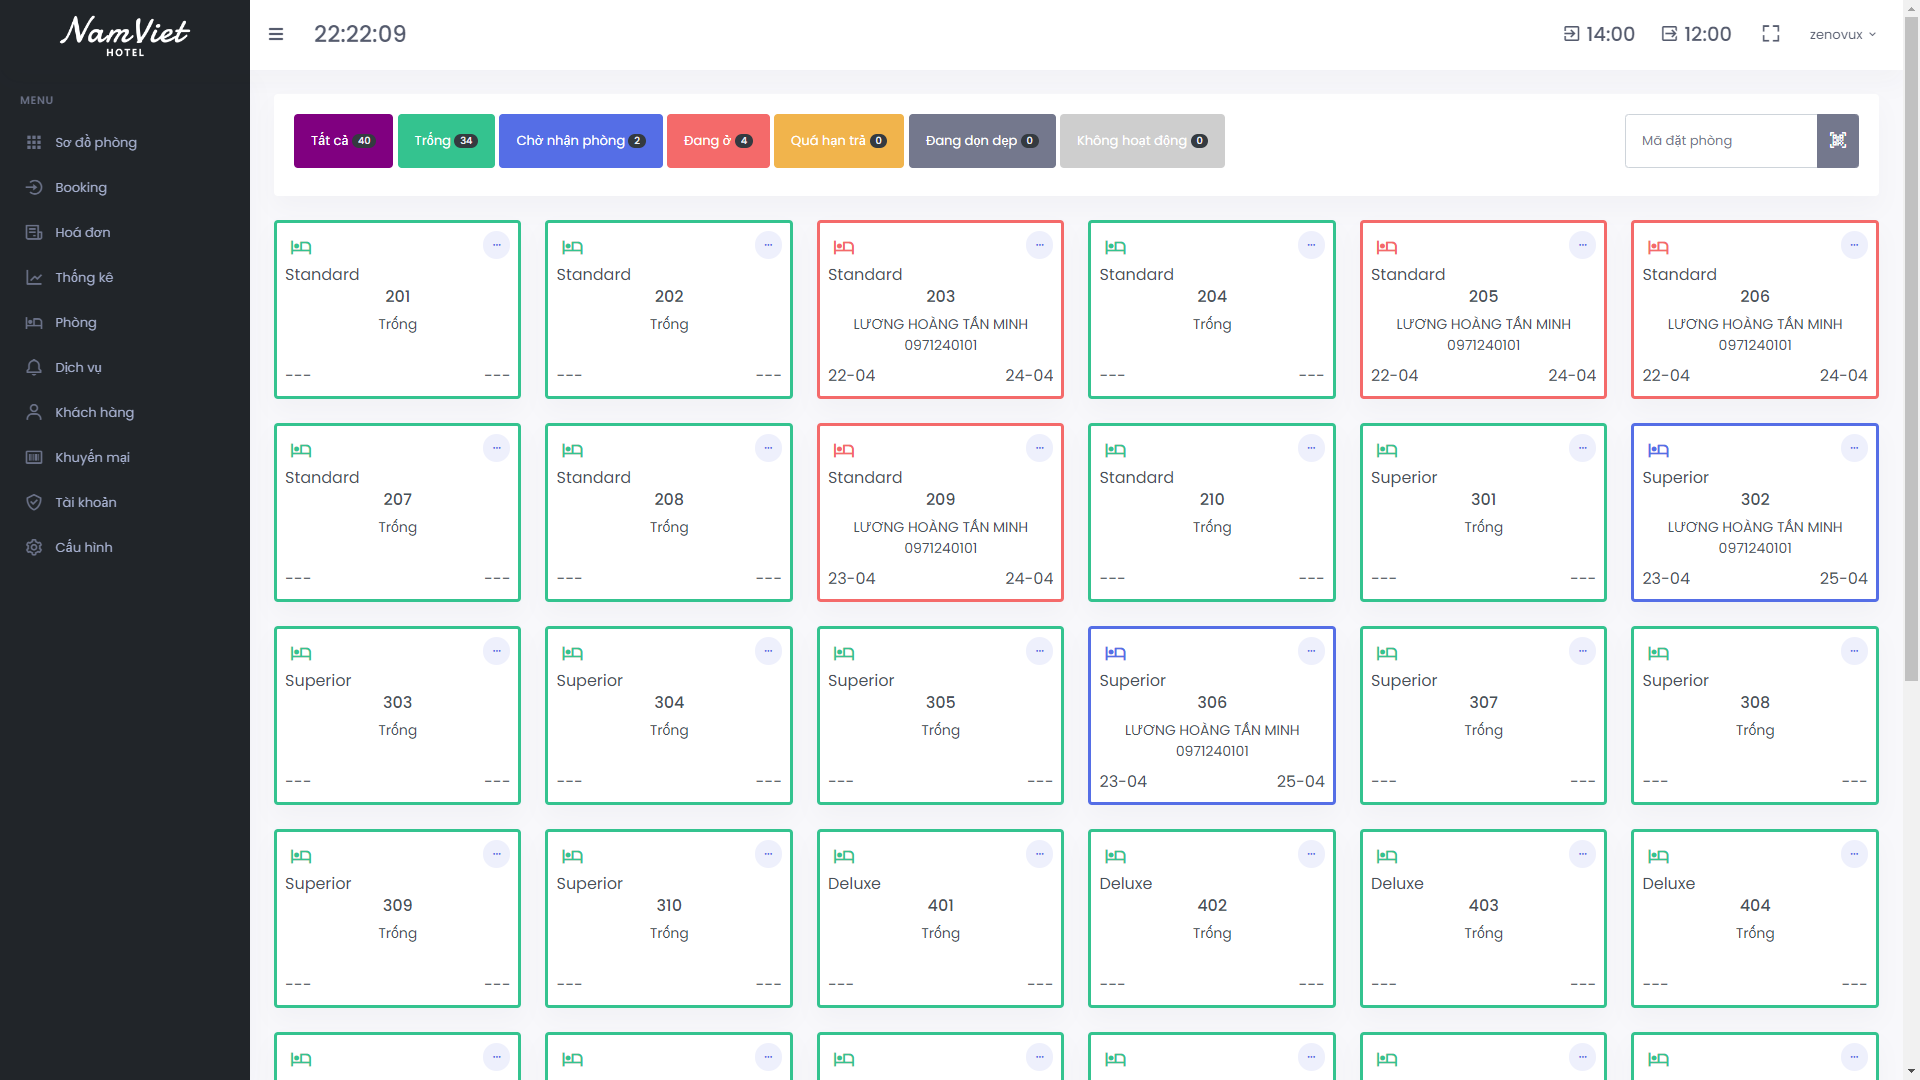 NamViet
HOTEL
MENU
Sơ đồ phòng
Booking
Hoá đơn
Thống kê
Phòng
Dịch vụ
Khách hàng
Khuyến mại
Tài khoản
Cấu hình
22:22:09
14:00
12:00
zenovux
Tất cả 40
Trống 34
Chờ nhận phòng 2
Đang ở 4
Quá hạn trả 0
Đang dọn dẹp 0
Không hoạt động 0
Mã đặt phòng
Standard
201
Trống
--- ---
Standard
202
Trống
--- ---
Standard
203
LƯƠNG HOÀNG TẤN MINH
0971240101
22-04 24-04
Standard
204
Trống
--- ---
Standard
205
LƯƠNG HOÀNG TẤN MINH
0971240101
22-04 24-04
Standard
206
LƯƠNG HOÀNG TẤN MINH
0971240101
22-04 24-04
Standard
207
Trống
--- ---
Standard
208
Trống
--- ---
Standard
209
LƯƠNG HOÀNG TẤN MINH
0971240101
23-04 24-04
Standard
210
Trống
--- ---
Superior
301
Trống
--- ---
Superior
302
LƯƠNG HOÀNG TẤN MINH
0971240101
23-04 25-04
Superior
303
Trống
--- ---
Superior
304
Trống
--- ---
Superior
305
Trống
--- ---
Superior
306
LƯƠNG HOÀNG TẤN MINH
0971240101
23-04 25-04
Superior
307
Trống
--- ---
Superior
308
Trống
--- ---
Superior
309
Trống
--- ---
Superior
310
Trống
--- ---
Deluxe
401
Trống
--- ---
Deluxe
402
Trống
--- ---
Deluxe
403
Trống
--- ---
Deluxe
404
Trống
--- ---